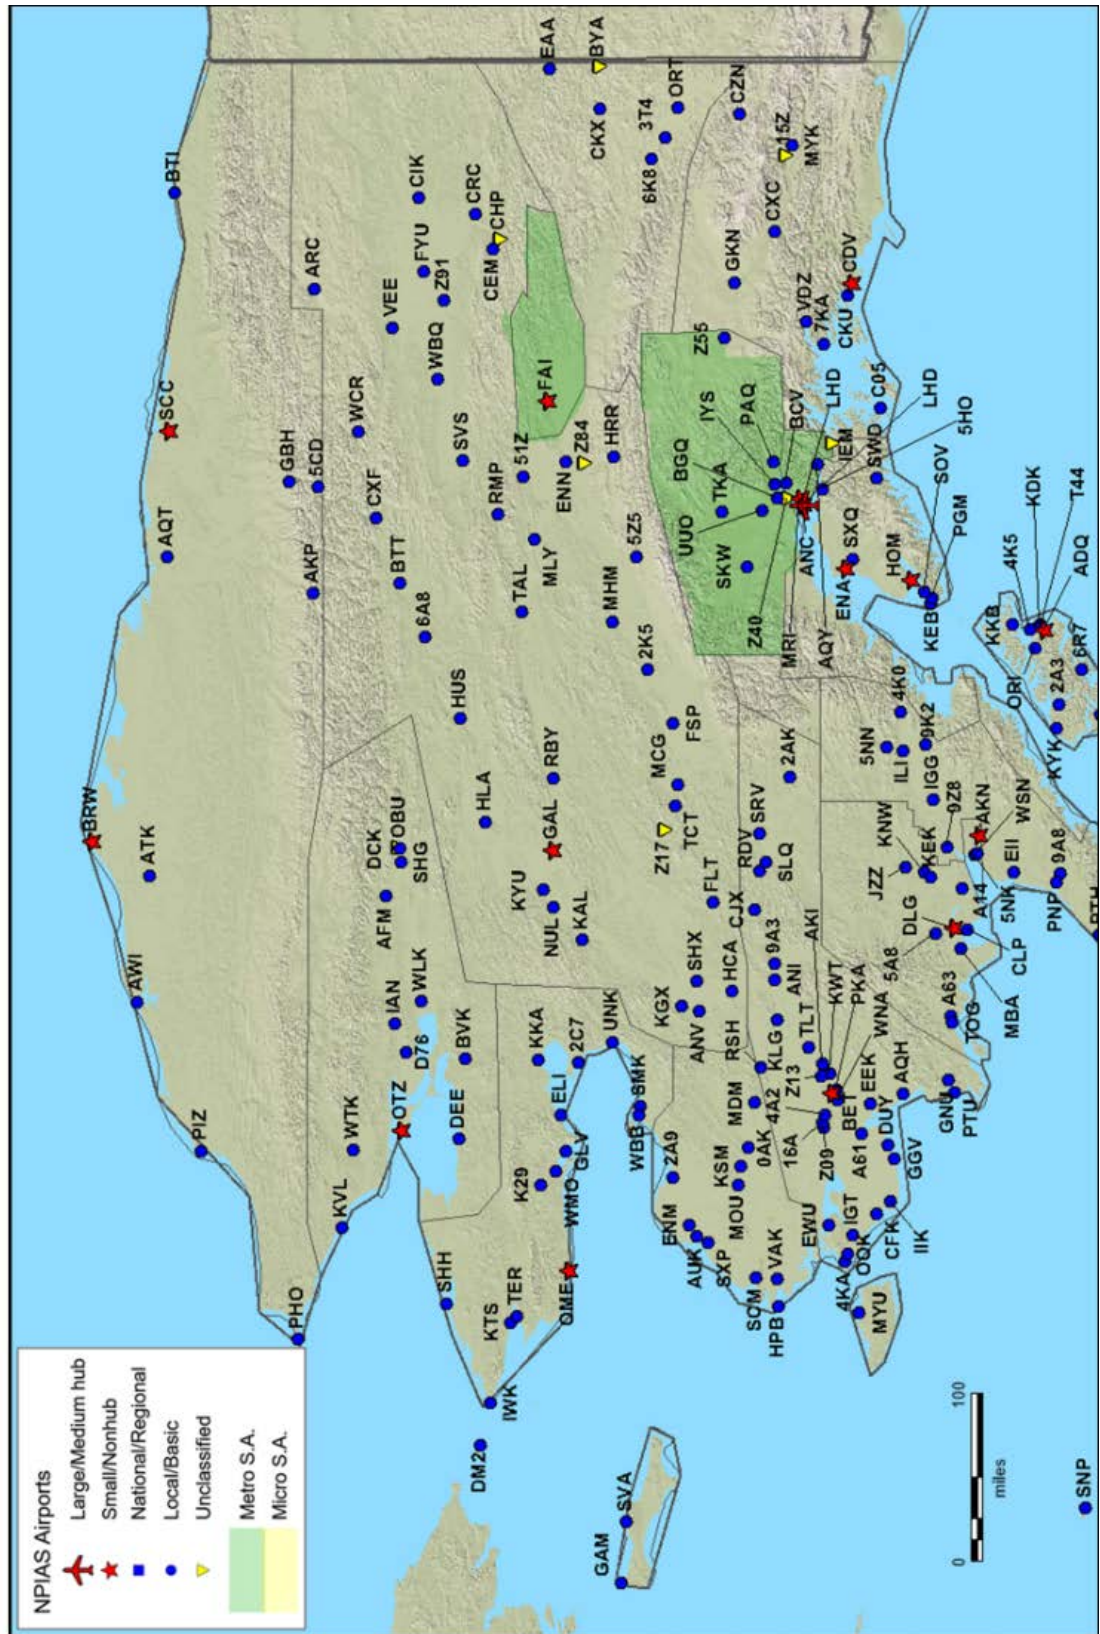 NPIAS Airports
Large/Medium hub
Small/Nonhub
National/Regional
Local/Basic
Unclassified
Metro S.A.
Micro S.A.
PHO
KVL
PIZ
WTK
AWI
BRW
ATK
AQT
SCC
BTI
AKP
GBH
5CD
ARC
OTZ
D76
IAN
WLK
AFM
DCK
OBU
SHG
BTT
6A8
CXF
WCR
VEE
FYU
CIK
Z91
WBQ
CRC
CHP
CEM
SVS
RMP
HUS
HLA
DEE
BVK
SHH
KTS
TER
IWK
DM2
OME
K29
WMO
GLV
ELI
KKA
2C7
UNK
SMK
WBB
KYU
NUL
KAL
GAL
RBY
TAL
MLY
51Z
ENN
Z84
FAI
HRR
EAA
BYA
CKX
3T4
ORT
6K8
CZN
15Z
MYK
CXC
GKN
Z55
MHM
5Z5
2K5
FSP
MCG
TCT
Z17
FLT
SHX
KGX
ANV
HCA
RSH
2A9
ENM
AUK
SXP
MOU
KSM
0AK
MDM
SCM
VAK
HPB
GAM
SVA
CJX
RDV
SLQ
SRV
2AK
9A3
ANI
KLG
AKI
TLT
KWT
PKA
WNA
Z13
4A2
16A
Z09
BET
EEK
A61
DUY
GGV
AQH
EWU
IGT
OOK
4KA
CFK
IIK
MYU
GNU
PTU
TOG
A63
MBA
CLP
5A8
DLG
A14
5NK
JZZ
KNW
KEK
9Z8
IGG
AKN
WSN
EII
PNP
9A8
PTH
5NN
ILI
9K2
4K0
KYK
2A3
ORI
6R7
KKB
4K5
KDK
T44
ADQ
KEB
PGM
SOV
HOM
ENA
SXQ
SWD
C05
5HO
LHD
IEM
LHD
BCV
PAQ
IYS
BGQ
TKA
UUO
SKW
Z40
MRI
AQY
ANC
VDZ
7KA
CKU
CDV
SNP
0
100
miles